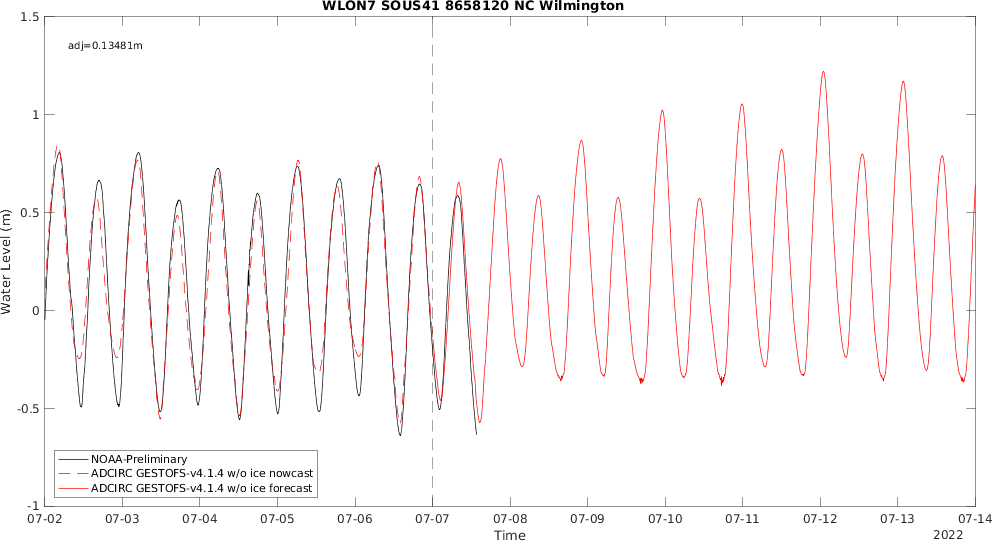 WLON7 SOUS41 8658120 NC Wilmington
adj=0.13481m
1.5
1
0.5
0
-0.5
-1
Water Level (m)
NOAA-Preliminary
ADCIRC GESTOFS-v4.1.4 w/o ice nowcast
ADCIRC GESTOFS-v4.1.4 w/o ice forecast
07-02 07-03 07-04 07-05 07-06 07-07 07-08 07-09 07-10 07-11 07-12 07-13 07-14
Time
2022